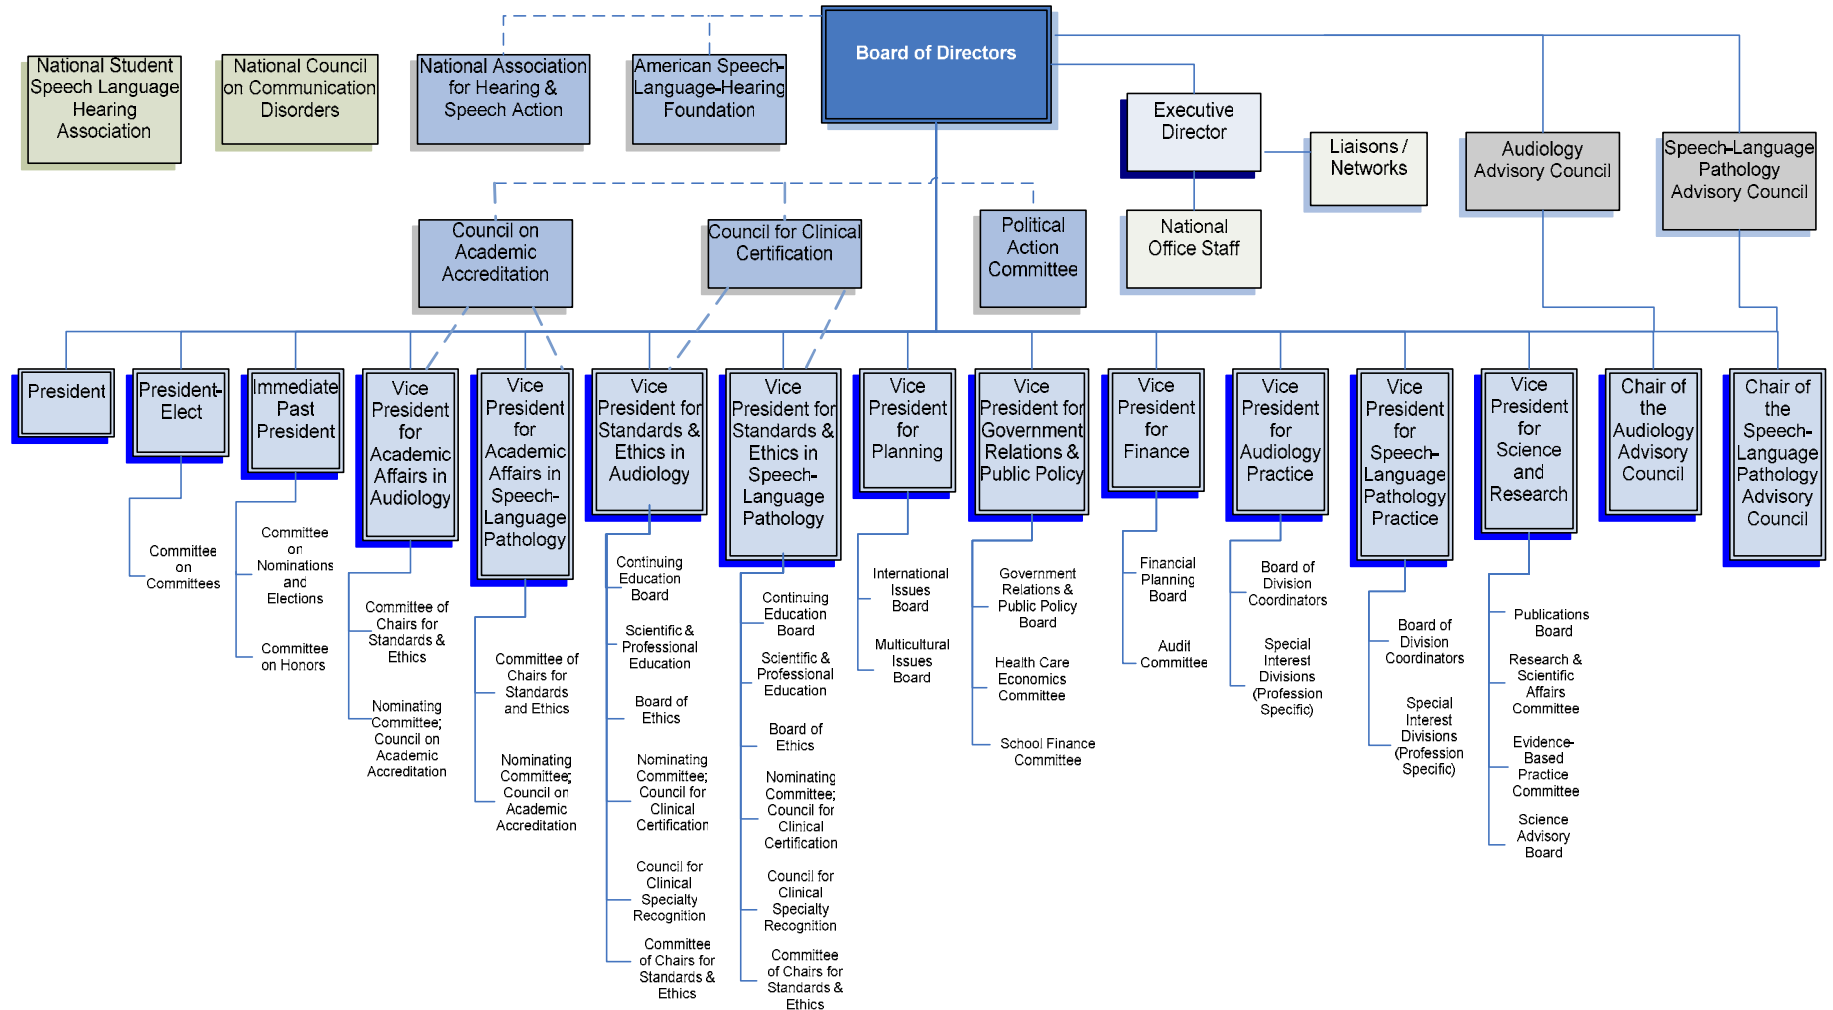 Board of Directors
National Student
Speech Language
Hearing
Association
National Council
on Communication
Disorders
National Association
for Hearing &
Speech Action
American Speech-
Language-Hearing
Foundation
Executive
Director
Liaisons /
Networks
Audiology
Advisory Council
Speech-Language
Pathology
Advisory Council
Council on
Academic
Accreditation
Council for Clinical
Certification
Political
Action
Committee
National
Office Staff
President
President-
Elect
Immediate
Past
President
Vice
President
for
Academic
Affairs in
Audiology
Vice
President
for
Academic
Affairs in
Speech-
Language
Pathology
Vice
President for
Standards &
Ethics in
Audiology
Vice
President for
Standards &
Ethics in
Speech-
Language
Pathology
Vice
President
for
Planning
Vice
President for
Government
Relations &
Public Policy
Vice
President
for
Finance
Vice
President
for
Audiology
Practice
Vice
President
for
Speech-
Language
Pathology
Practice
Vice
President
for
Science
and
Research
Chair of
the
Audiology
Advisory
Council
Chair of
the
Speech-
Language
Pathology
Advisory
Council
Committee
on
Committees
Committee
on
Nominations
and
Elections
Committee
on Honors
Committee of
Chairs for
Standards &
Ethics
Nominating
Committee;
Council on
Academic
Accreditation
Committee of
Chairs for
Standards
and Ethics
Nominating
Committee;
Council on
Academic
Accreditation
Continuing
Education
Board
Scientific &
Professional
Education
Board of
Ethics
Nominating
Committee;
Council for
Clinical
Certification
Council for
Clinical
Specialty
Recognition
Committee
of Chairs for
Standards &
Ethics
Continuing
Education
Board
Scientific &
Professional
Education
Board of
Ethics
Nominating
Committee;
Council for
Clinical
Certification
Council for
Clinical
Specialty
Recognition
Committee
of Chairs for
Standards &
Ethics
International
Issues
Board
Multicultural
Issues
Board
Government
Relations &
Public Policy
Board
Health Care
Economics
Committee
School Finance
Committee
Financial
Planning
Board
Audit
Committee
Board of
Division
Coordinators
Special
Interest
Divisions
(Profession
Specific)
Board of
Division
Coordinators
Special
Interest
Divisions
(Profession
Specific)
Publications
Board
Research &
Scientific
Affairs
Committee
Evidence-
Based
Practice
Committee
Science
Advisory
Board